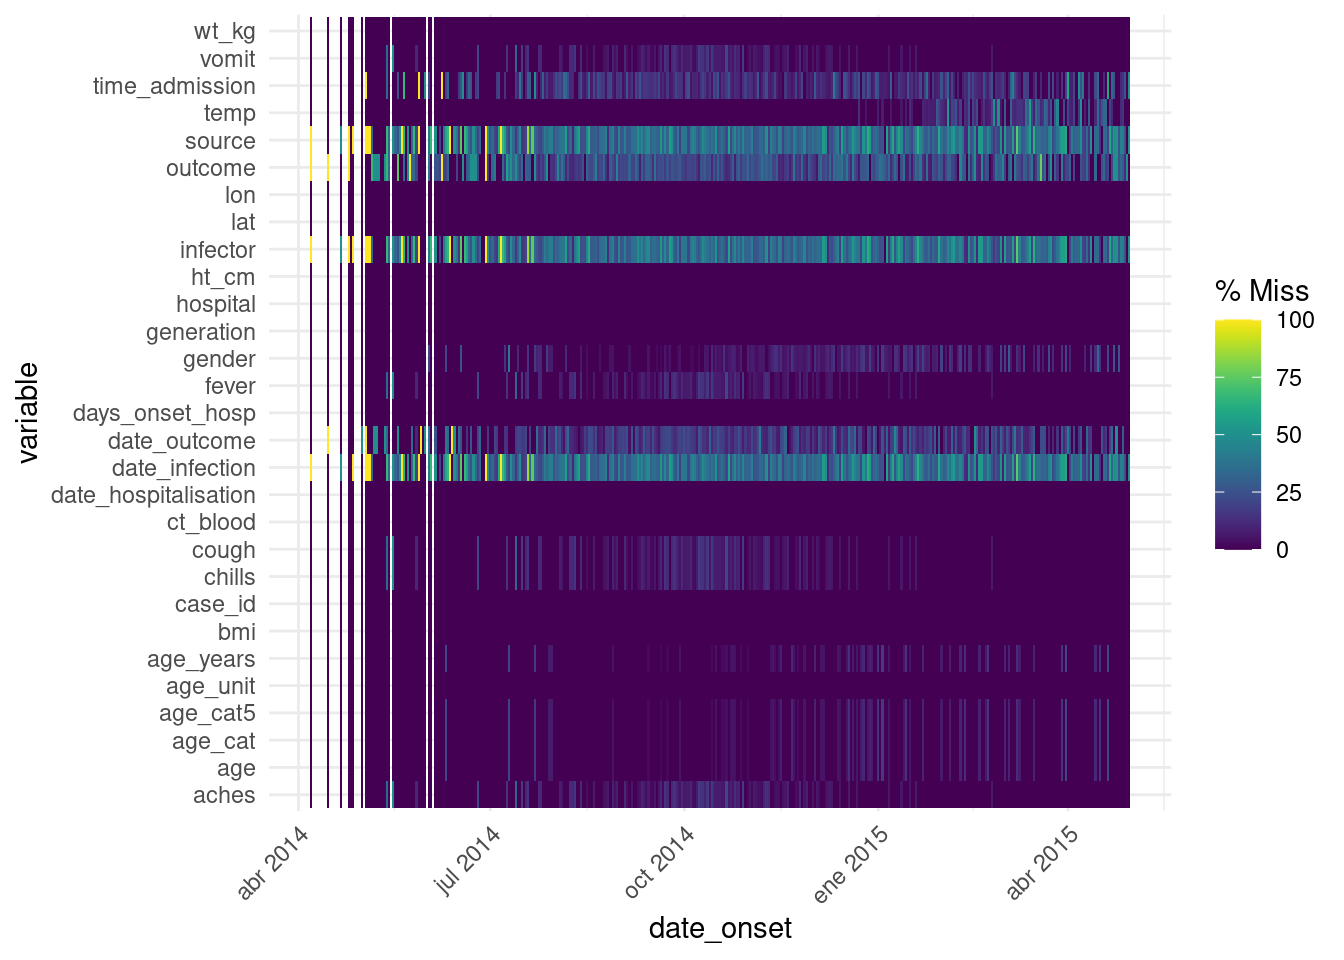 wt_kg
vomit
time_admission
temp
source
outcome
lon
lat
infector
ht_cm
hospital
generation
gender
fever
days_onset_hosp
date_outcome
date_infection
date_hospitalisation
ct_blood
cough
chills
case_id
bmi
age_years
age_unit
age_cat5
age_cat
age
aches
variable
abr 2014
jul 2014
oct 2014
ene 2015
abr 2015
date_onset
% Miss
100
75
50
25
0